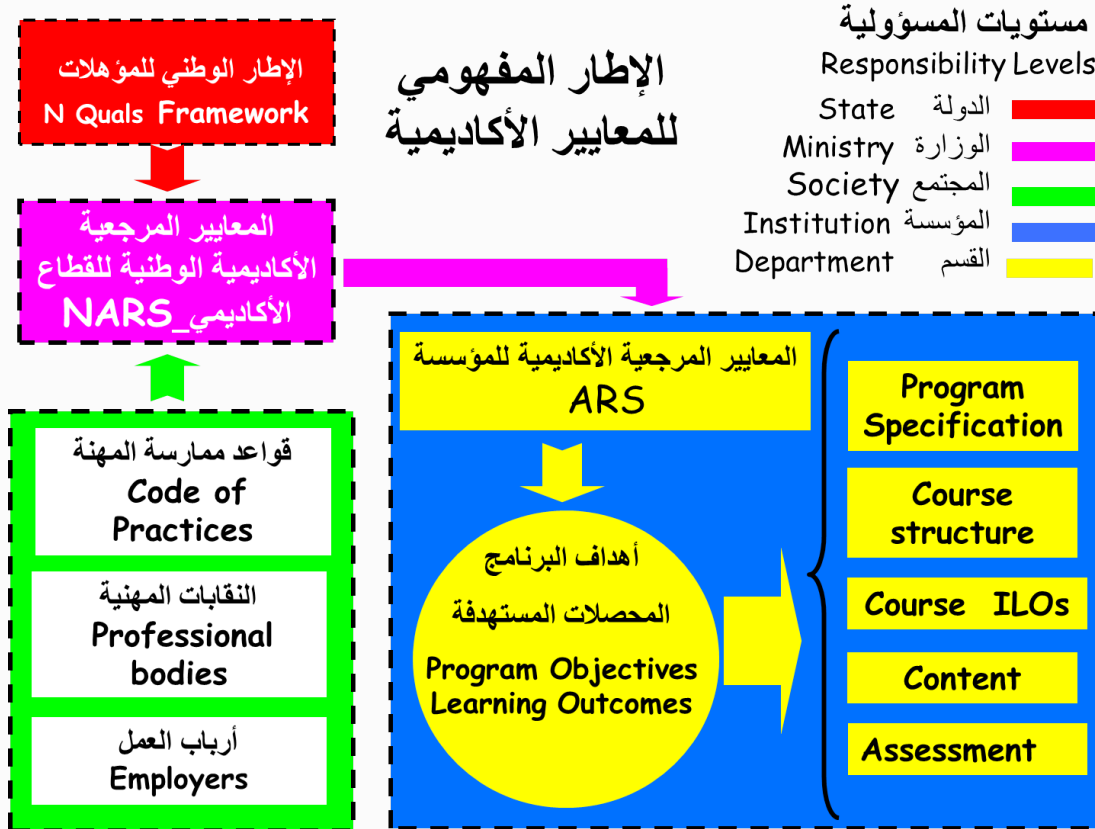 الإطار المفهومي
للمعايير الأكاديمية
مستويات المسؤولية
Responsibility Levels
State الدولة
Ministry الوزارة
Society المجتمع
Institution المؤسسة
Department القسم
الإطار الوطني للمؤهلات
N Quals Framework
المعايير المرجعية
الأكاديمية الوطنية للقطاع
الأكاديمي_NARS
قواعد ممارسة المهنة
Code of
Practices
النقابات المهنية
Professional
bodies
أرباب العمل
Employers
المعايير المرجعية الأكاديمية للمؤسسة
ARS
أهداف البرنامج
المحصلات المستهدفة
Program Objectives
Learning Outcomes
Program
Specification
Course
structure
Course ILOs
Content
Assessment